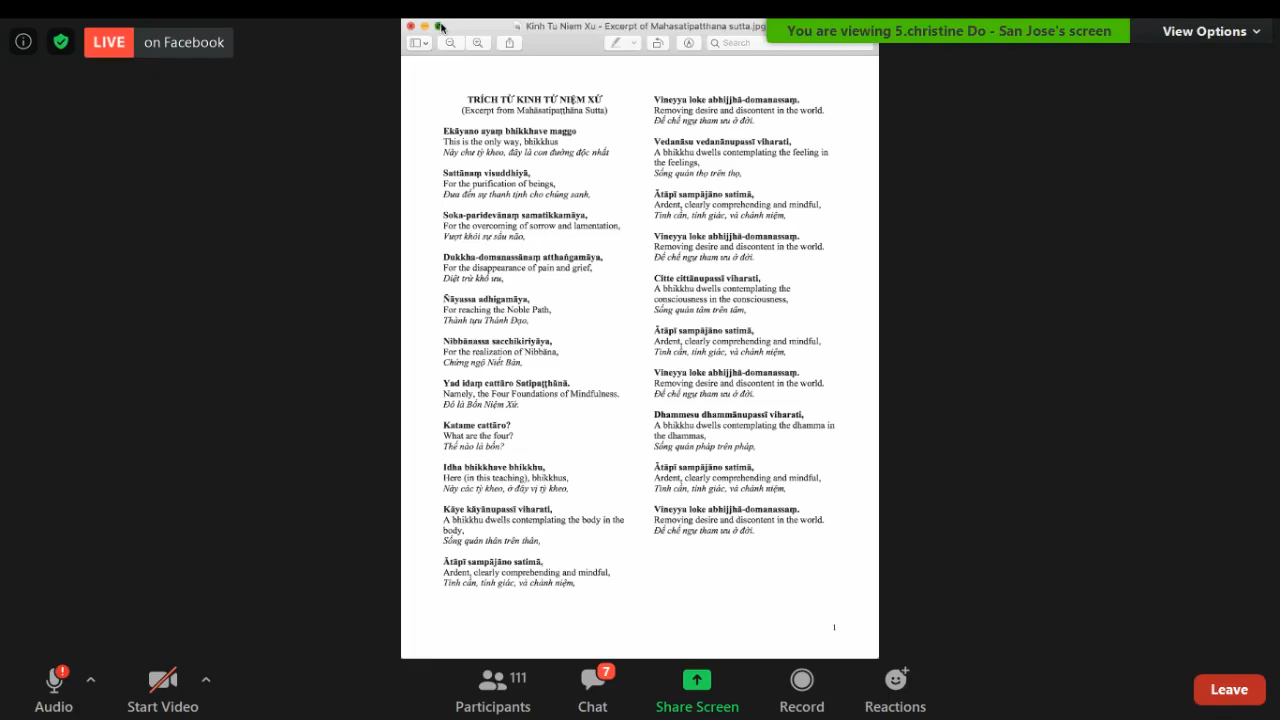 LIVE on Facebook
Kinh Tu Niem Xu - Excerpt of Mahasatipatthana sutta.jpg
You are viewing 5.christine Do - San Jose's screen
View Options
Search
TRÍCH TỪ KINH TỨ NIỆM XỨ
(Excerpt from Mahāsatipaṭṭhāna Sutta)
Ekāyano ayaṃ bhikkhave maggo
This is the only way, bhikkhus
Này chư tỳ kheo, đây là con đường độc nhất
Sattānaṃ visuddhiyā,
For the purification of beings,
Đưa đến sự thanh tịnh cho chúng sanh,
Soka-paridevānaṃ samatikkamāya,
For the overcoming of sorrow and lamentation,
Vượt khỏi sự sầu não,
Dukkha-domanassānaṃ atthaṅgamāya,
For the disappearance of pain and grief,
Diệt trừ khổ ưu,
Ñāyassa adhigamāya,
For reaching the Noble Path,
Thành tựu Thánh Đạo,
Nibbānassa sacchikiriyāya,
For the realization of Nibbāna,
Chứng ngộ Niết Bàn,
Yad idaṃ cattāro Satipaṭṭhānā.
Namely, the Four Foundations of Mindfulness.
Đó là Bốn Niệm Xứ.
Katame cattāro?
What are the four?
Thế nào là bốn?
Idha bhikkhave bhikkhu,
Here (in this teaching), bhikkhus,
Này các tỳ kheo, ở đây vị tỳ kheo,
Kāye kāyānupassī viharati,
A bhikkhu dwells contemplating the body in the
body,
Sống quán thân trên thân,
Ātāpī sampajāno satimā,
Ardent, clearly comprehending and mindful,
Tinh cần, tỉnh giác, và chánh niệm,
Vineyya loke abhijjhā-domanassaṃ.
Removing desire and discontent in the world.
Để chế ngự tham ưu ở đời.
Vedanāsu vedanānupassī viharati,
A bhikkhu dwells contemplating the feeling in
the feelings,
Sống quán thọ trên thọ,
Ātāpī sampajāno satimā,
Ardent, clearly comprehending and mindful,
Tinh cần, tỉnh giác, và chánh niệm,
Vineyya loke abhijjhā-domanassaṃ.
Removing desire and discontent in the world.
Để chế ngự tham ưu ở đời.
Citte cittānupassī viharati,
A bhikkhu dwells contemplating the
consciousness in the consciousness,
Sống quán tâm trên tâm,
Ātāpī sampajāno satimā,
Ardent, clearly comprehending and mindful,
Tinh cần, tỉnh giác, và chánh niệm,
Vineyya loke abhijjhā-domanassaṃ.
Removing desire and discontent in the world.
Để chế ngự tham ưu ở đời.
Dhammesu dhammānupassī viharati,
A bhikkhu dwells contemplating the dhamma in
the dhammas,
Sống quán pháp trên pháp,
Ātāpī sampajāno satimā,
Ardent, clearly comprehending and mindful,
Tinh cần, tỉnh giác, và chánh niệm,
Vineyya loke abhijjhā-domanassaṃ.
Removing desire and discontent in the world.
Để chế ngự tham ưu ở đời.
1
! 111 7
Audio Start Video Participants Chat Share Screen Record Reactions Leave